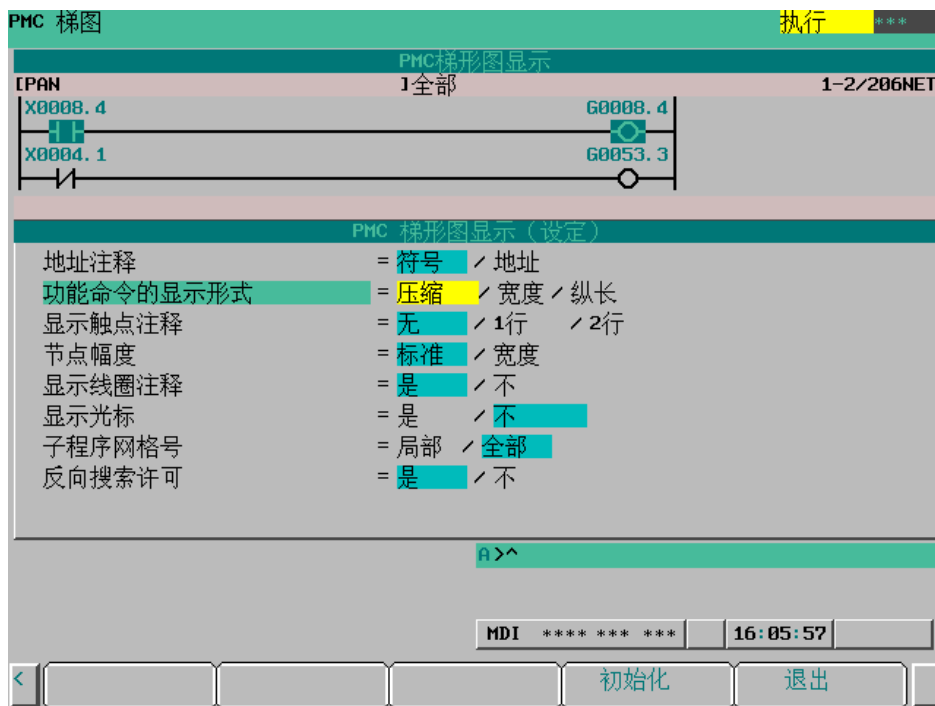 PMC 梯图 执行 ***
PMC梯形图显示
[PAN ]全部 1-2/206NET
X0008.4 G0008.4
X0004.1 G0053.3
PMC 梯形图显示（设定）
地址注释 = 符号 / 地址
功能命令的显示形式 = 压缩 / 宽度 / 纵长
显示触点注释 = 无 / 1行 / 2行
节点幅度 = 标准 / 宽度
显示线圈注释 = 是 / 不
显示光标 = 是 / 不
子程序网格号 = 局部 / 全部
反向搜索许可 = 是 / 不
A>^
MDI **** *** *** 16:05:57
< 初始化 退出